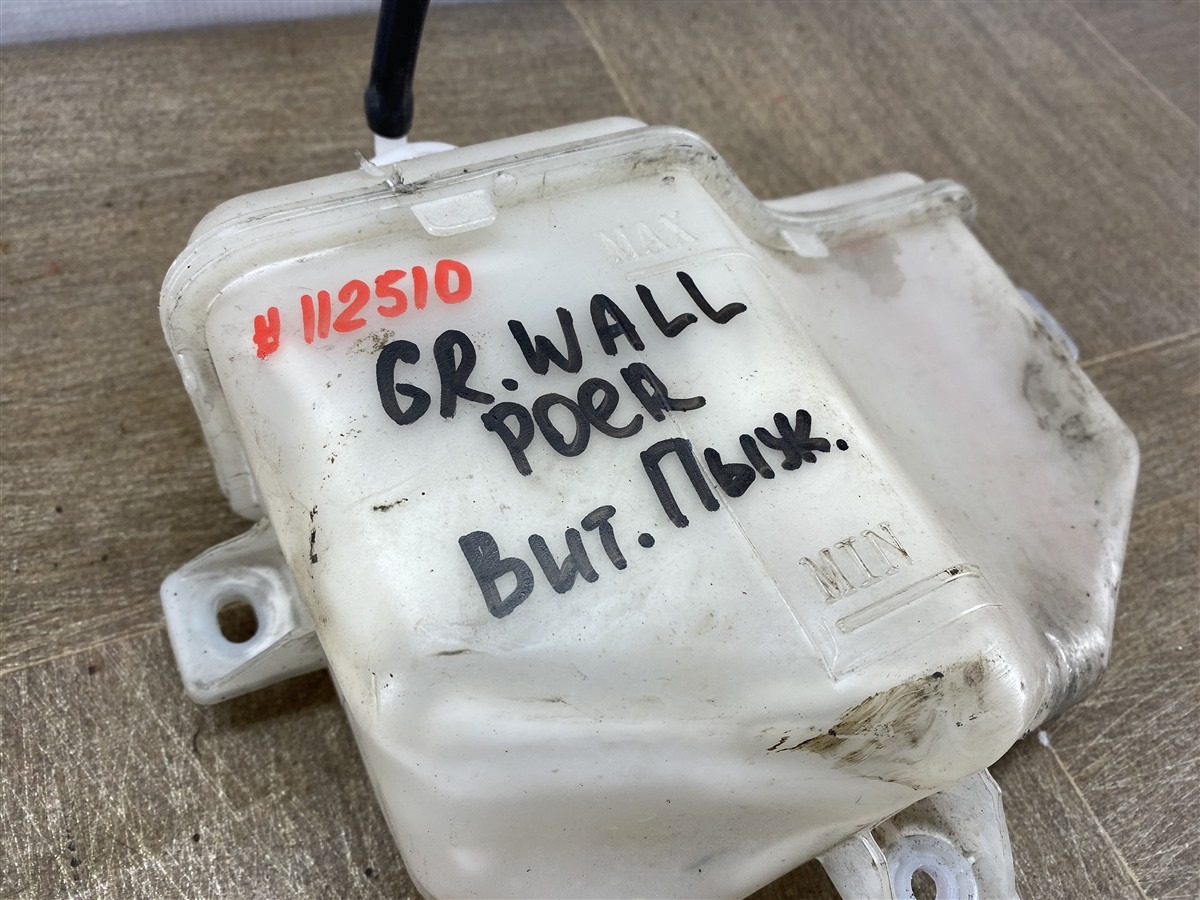 MAX
#112510
GR.WALL
POER
Вит.Пыж.
MIN